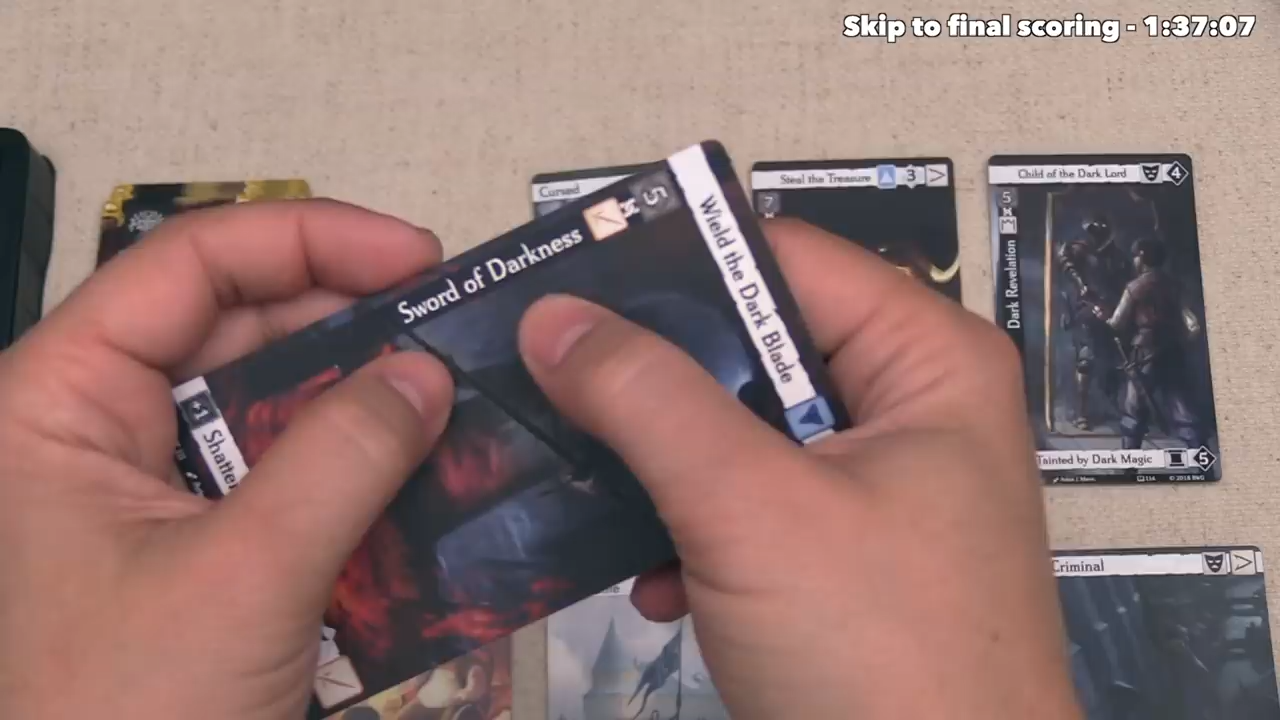 Skip to final scoring - 1:37:07
Cursed
Steal the Treasure 3
7
Child of the Dark Lord 4
5
Dark Revelation
Tainted by Dark Magic 5
5
Sword of Darkness
Wield the Dark Blade
+1
Criminal